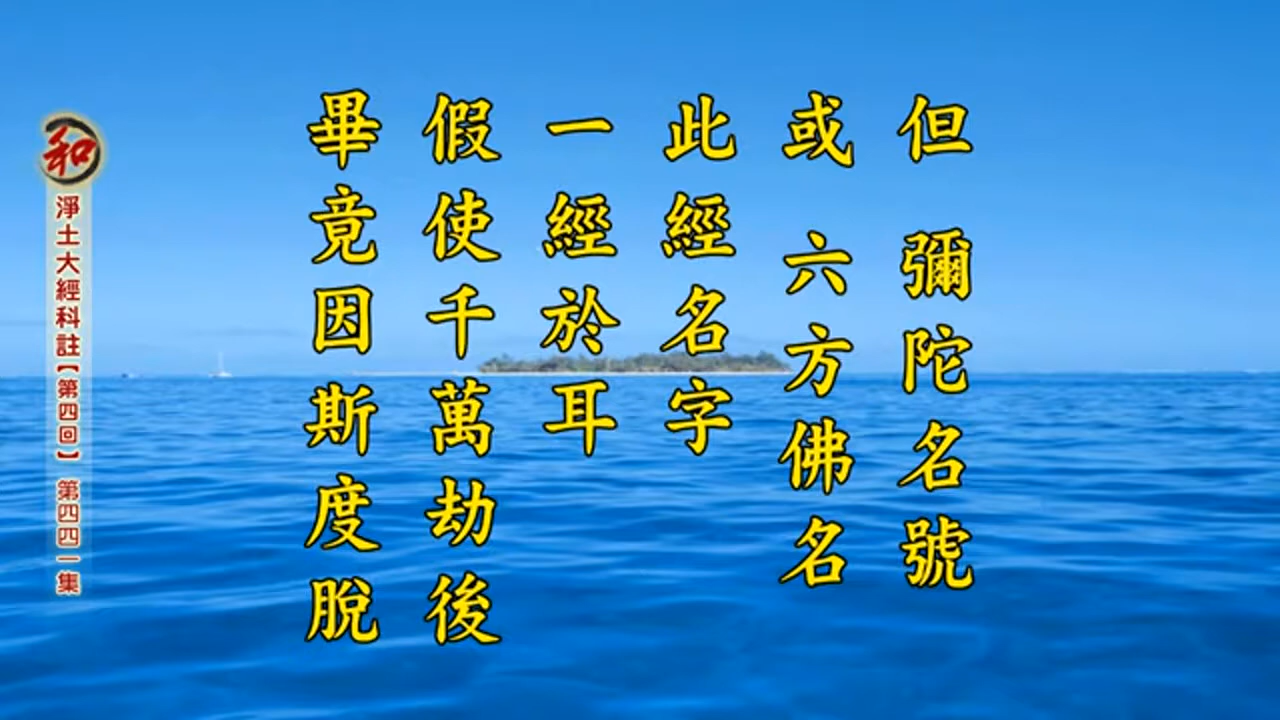 但 彌陀名號
或 六方佛名
此經名字
一經於耳
假使千萬劫後
畢竟因斯度脫
和
淨土大經科註【第四回】 第四四一集